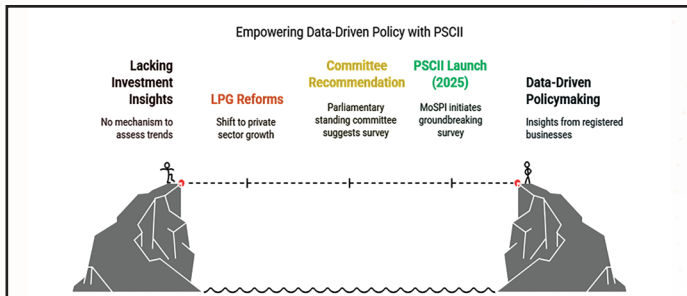 Empowering Data-Driven Policy with PSCII
Lacking
Investment
Insights
No mechanism to
assess trends
LPG Reforms
Shift to private
sector growth
Committee
Recommendation
Parliamentary
standing committee
suggests survey
PSCII Launch
(2025)
MoSPI initiates
groundbreaking
survey
Data-Driven
Policymaking
Insights from registered
businesses